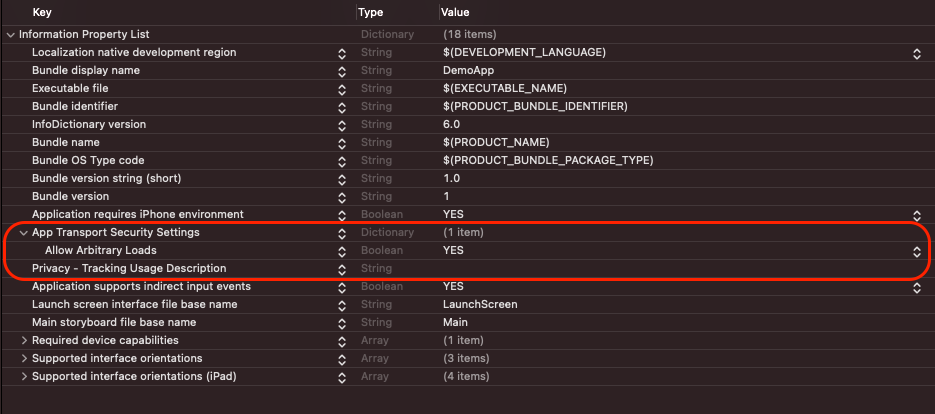 Key Type Value
Information Property List Dictionary (18 items)
Localization native development region String $(DEVELOPMENT_LANGUAGE)
Bundle display name String DemoApp
Executable file String $(EXECUTABLE_NAME)
Bundle identifier String $(PRODUCT_BUNDLE_IDENTIFIER)
InfoDictionary version String 6.0
Bundle name String $(PRODUCT_NAME)
Bundle OS Type code String $(PRODUCT_BUNDLE_PACKAGE_TYPE)
Bundle version string (short) String 1.0
Bundle version String 1
Application requires iPhone environment Boolean YES
App Transport Security Settings Dictionary (1 item)
Allow Arbitrary Loads Boolean YES
Privacy - Tracking Usage Description String
Application supports indirect input events Boolean YES
Launch screen interface file base name String LaunchScreen
Main storyboard file base name String Main
Required device capabilities Array (1 item)
Supported interface orientations Array (3 items)
Supported interface orientations (iPad) Array (4 items)